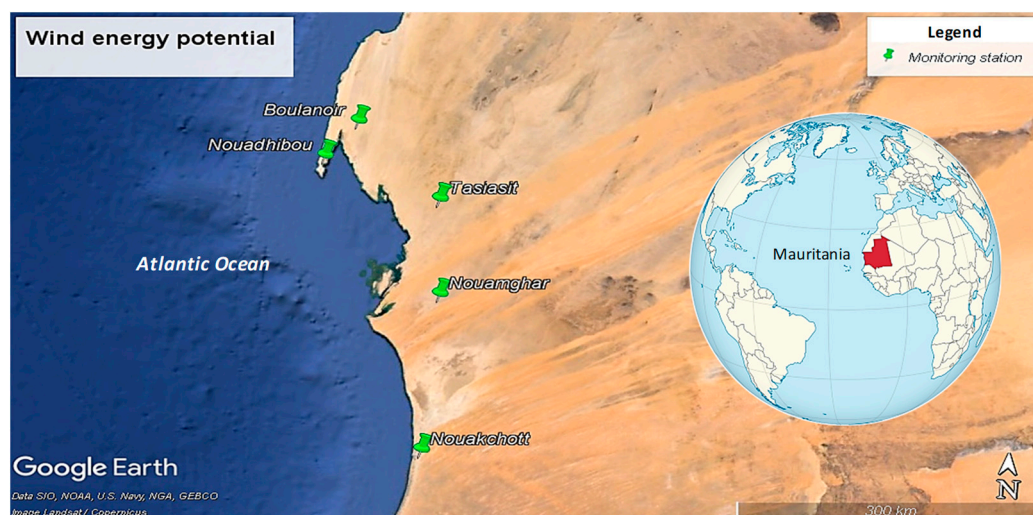 Wind energy potential
Legend
Monitoring station
Boulanoir
Nouadhibou
Tasiasit
Mauritania
Atlantic Ocean
Nouamghar
Nouakchott
Google Earth
Data SIO, NOAA, U.S. Navy, NGA, GEBCO
Image Landsat / Copernicus
N
300 km